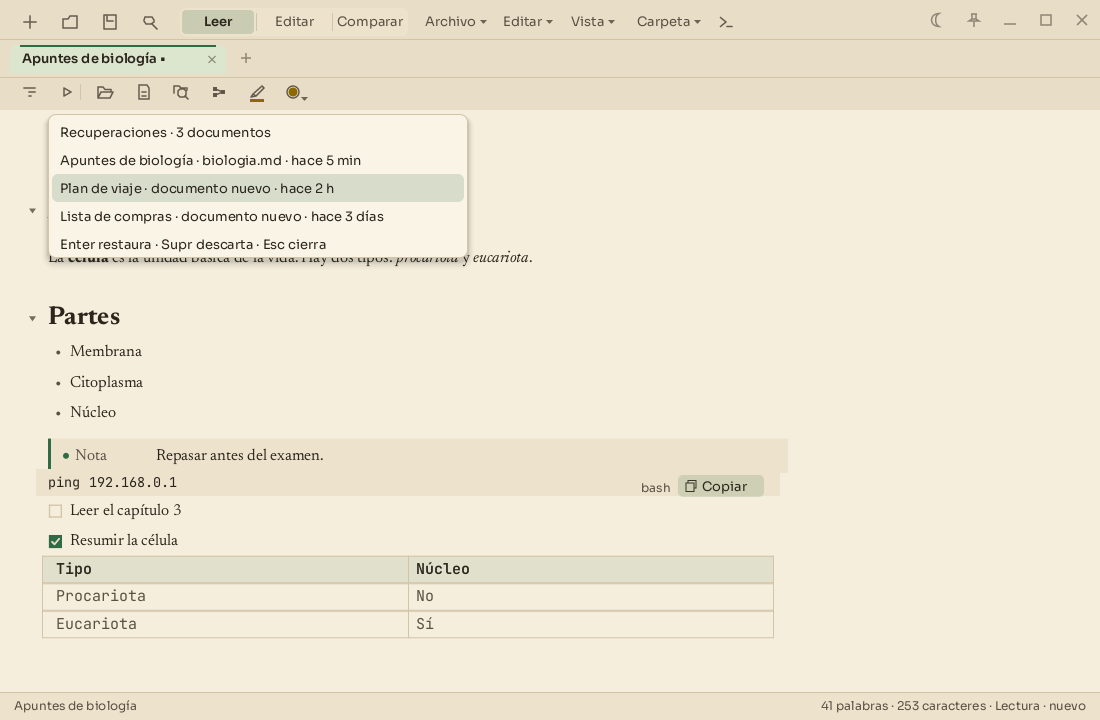 Leer Editar Comparar Archivo Editar Vista Carpeta
Apuntes de biología •
Recuperaciones · 3 documentos
Apuntes de biología · biologia.md · hace 5 min
Plan de viaje · documento nuevo · hace 2 h
Lista de compras · documento nuevo · hace 3 días
Enter restaura · Supr descarta · Esc cierra
La célula es la unidad básica de la vida. Hay dos tipos: procariota y eucariota.
Partes
• Membrana
• Citoplasma
• Núcleo
• Nota Repasar antes del examen.
ping 192.168.0.1
bash Copiar
Leer el capítulo 3
Resumir la célula
Tipo Núcleo
Procariota No
Eucariota Sí
Apuntes de biología 41 palabras · 253 caracteres · Lectura · nuevo